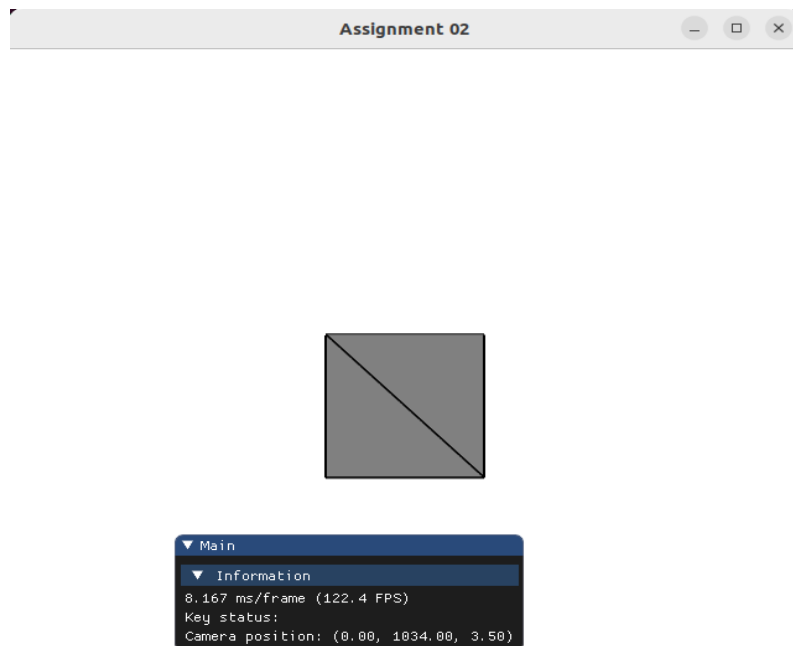 Assignment 02
Main
Information
8.167 ms/frame (122.4 FPS)
Key status:
Camera position: (0.00, 1034.00, 3.50)